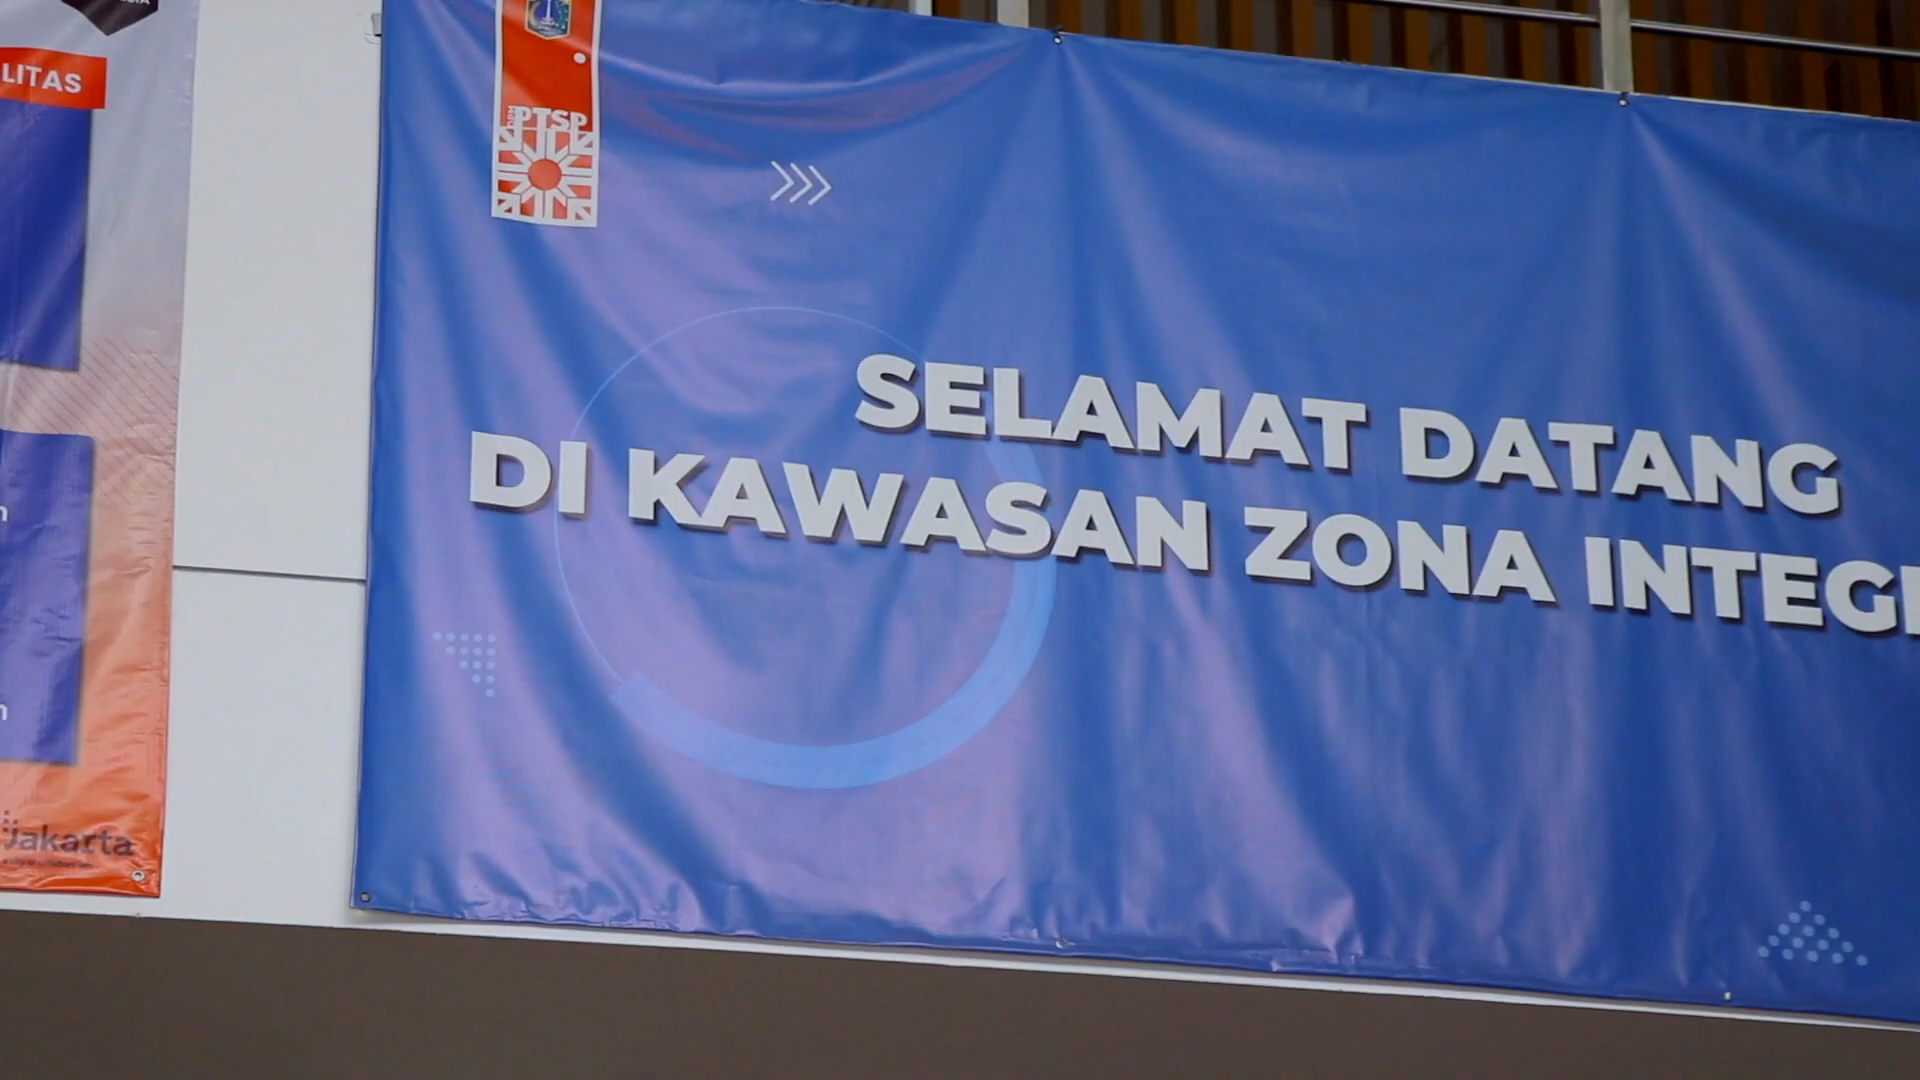 LITAS
PTSP
SELAMAT DATANG
DI KAWASAN ZONA INTEG
Jakarta